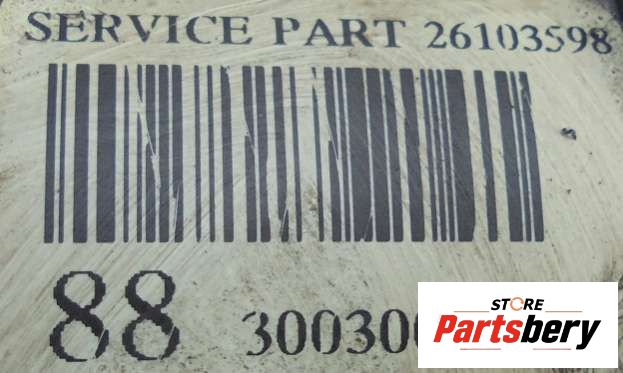 SERVICE PART 26103598
88
STORE
Partsbery